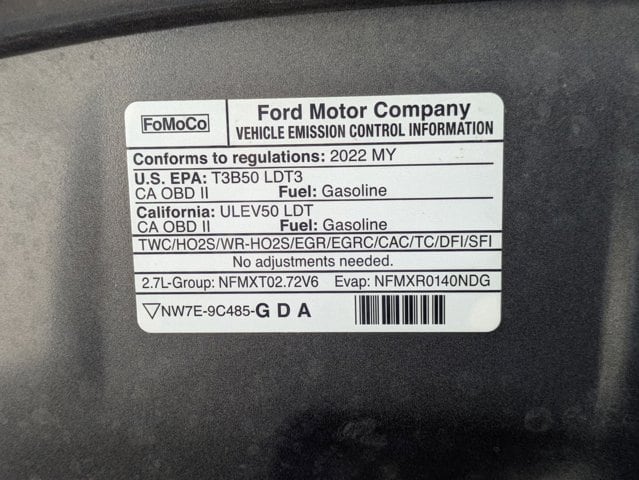 FoMoCo
Ford Motor Company
VEHICLE EMISSION CONTROL INFORMATION
Conforms to regulations: 2022 MY
U.S. EPA: T3B50 LDT3
CA OBD II Fuel: Gasoline
California: ULEV50 LDT
CA OBD II Fuel: Gasoline
TWC/HO2S/WR-HO2S/EGR/EGRC/CAC/TC/DFI/SFI
No adjustments needed.
2.7L-Group: NFMXT02.72V6 Evap: NFMXR0140NDG
▽NW7E-9C485-G D A